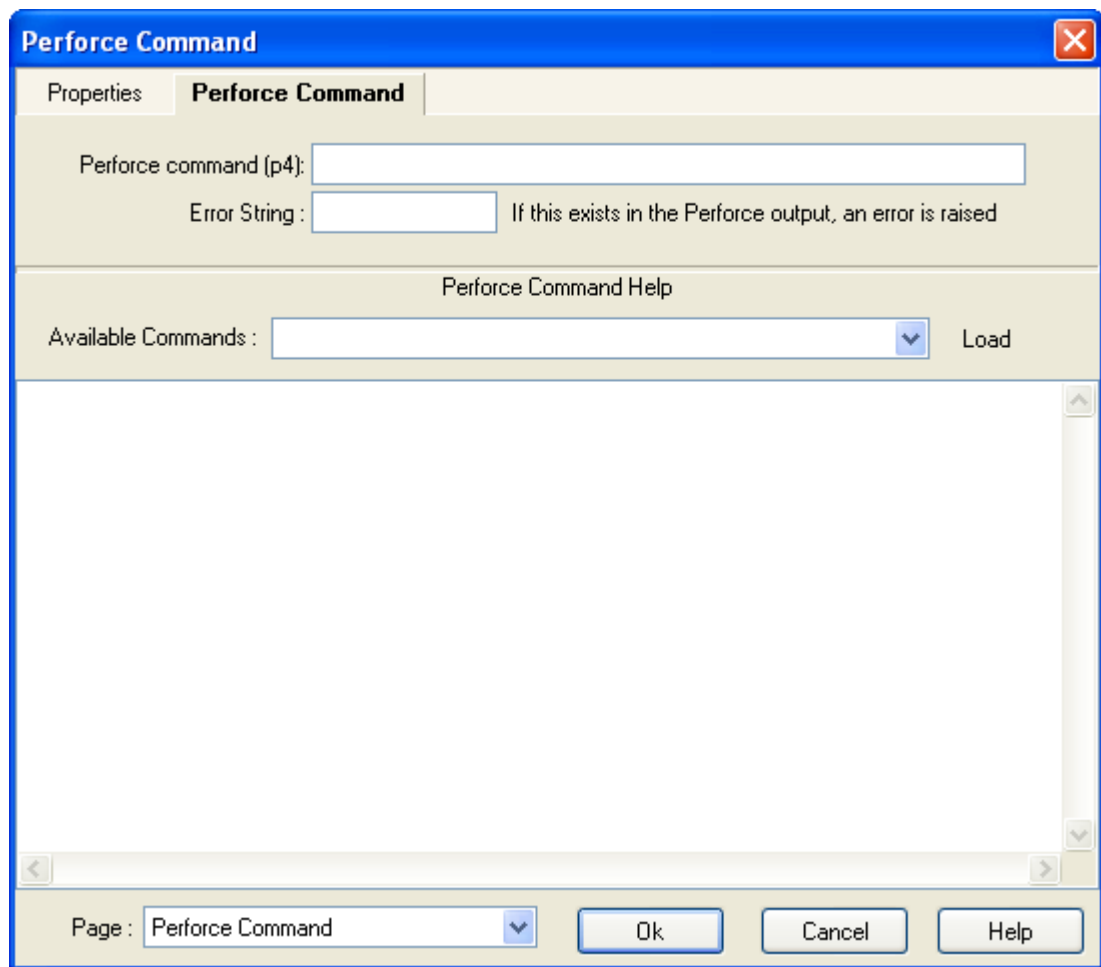 Perforce Command
Properties Perforce Command
Perforce command (p4):
Error String : If this exists in the Perforce output, an error is raised
Perforce Command Help
Available Commands : Load
Page : Perforce Command Ok Cancel Help